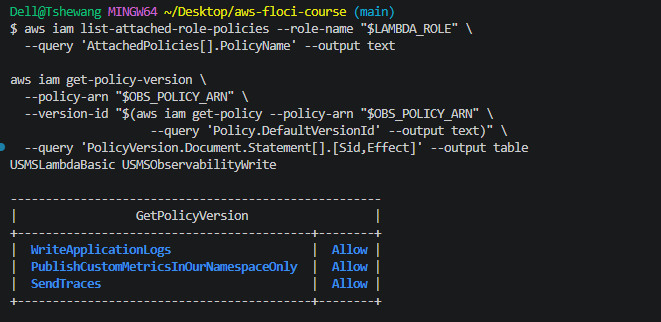 Dell@Tshewang MINGW64 ~/Desktop/aws-floci-course (main)
$ aws iam list-attached-role-policies --role-name "$LAMBDA_ROLE" \
  --query 'AttachedPolicies[].PolicyName' --output text

aws iam get-policy-version \
  --policy-arn "$OBS_POLICY_ARN" \
  --version-id "$(aws iam get-policy --policy-arn "$OBS_POLICY_ARN" \
                  --query 'Policy.DefaultVersionId' --output text)" \
  --query 'PolicyVersion.Document.Statement[].[Sid,Effect]' --output table
USMSLambdaBasic USMSObservabilityWrite

--------------------------------------------------
|                GetPolicyVersion                |
+---------------------------------------+--------+
|  WriteApplicationLogs                 |  Allow |
|  PublishCustomMetricsInOurNamespaceOnly  |  Allow |
|  SendTraces                           |  Allow |
+---------------------------------------+--------+